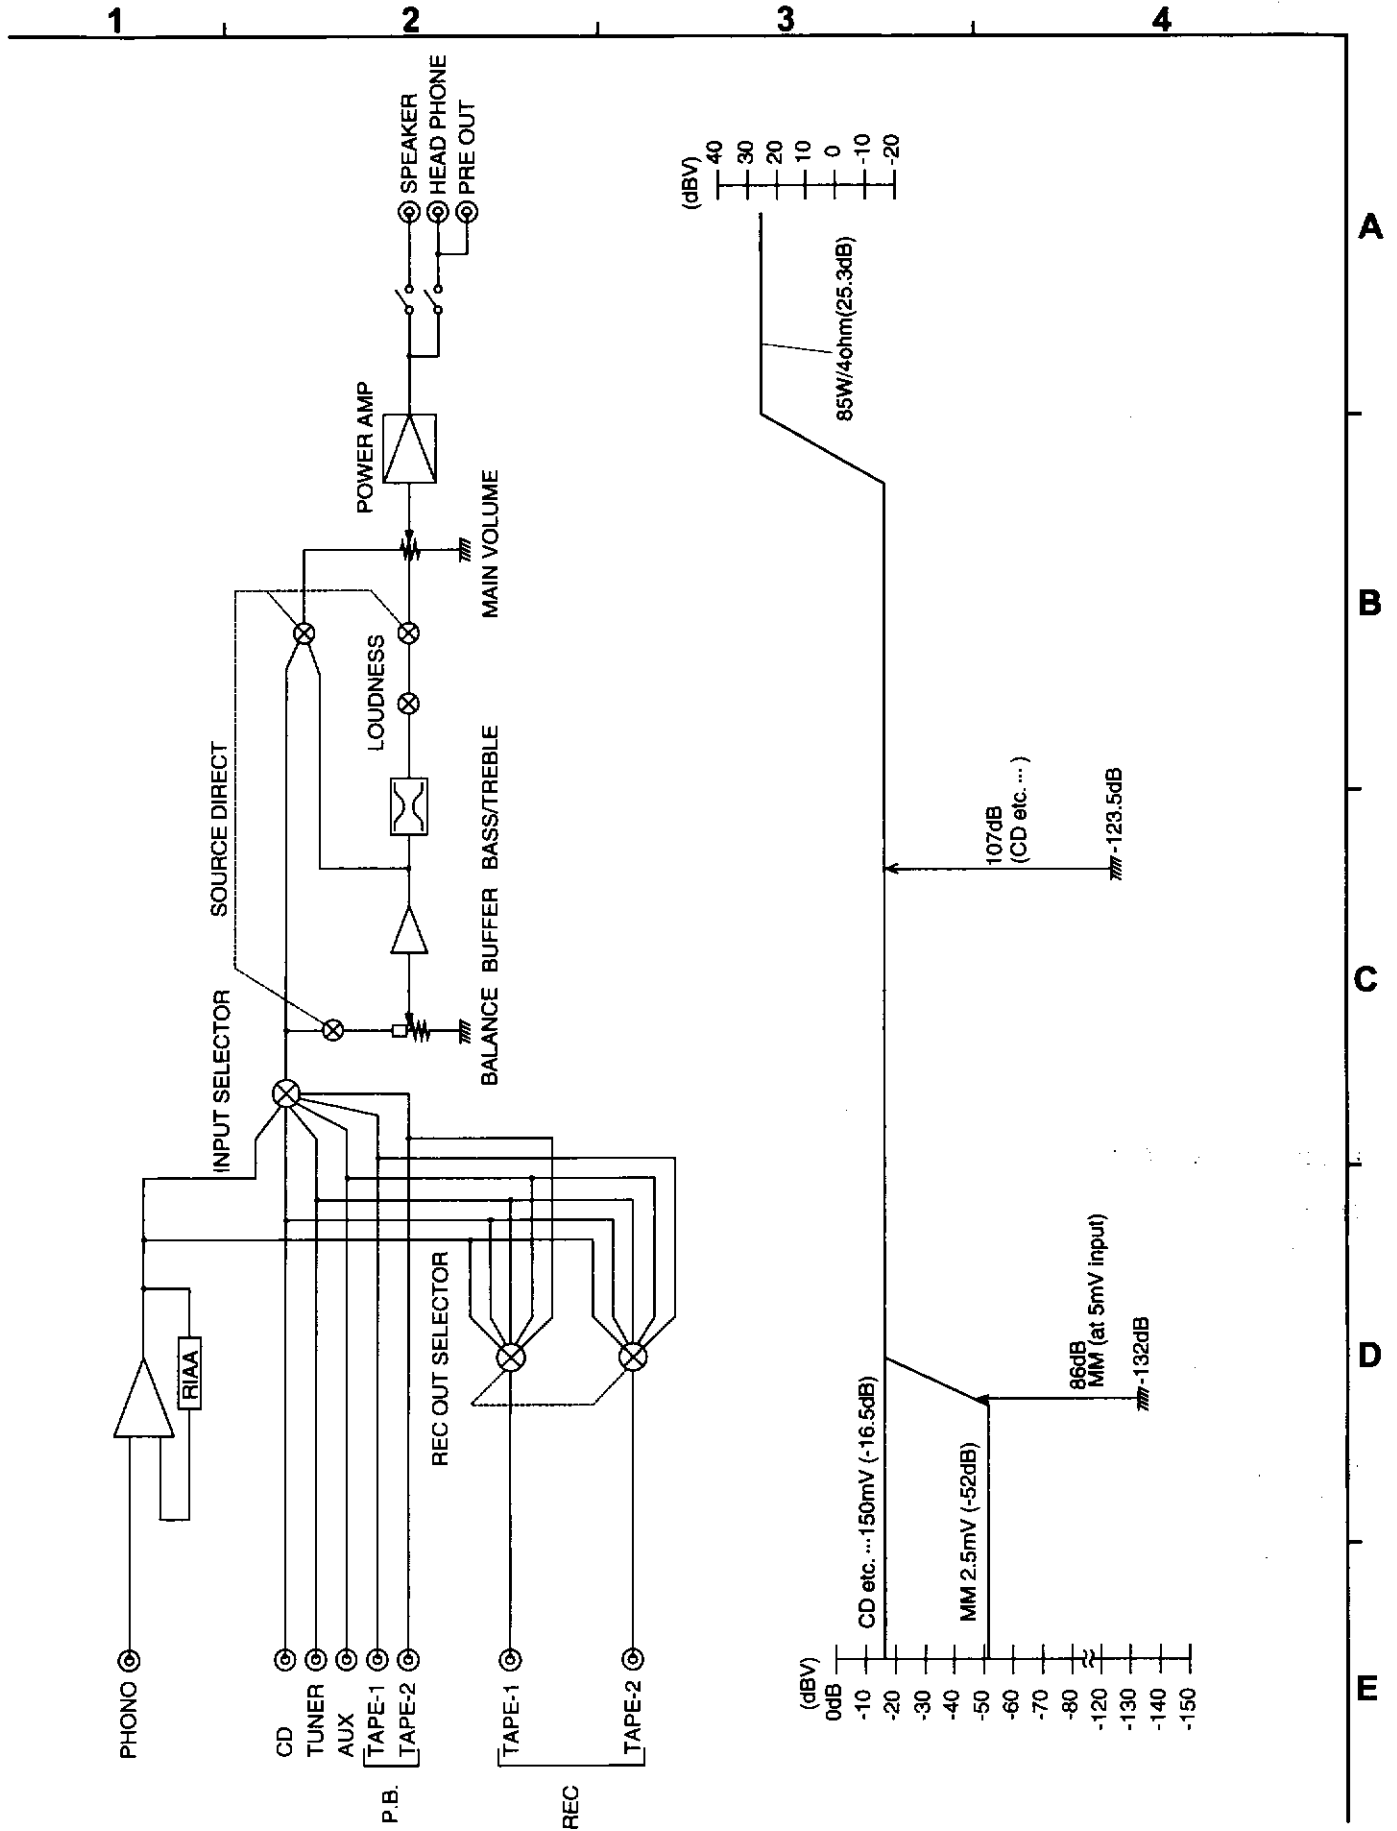 1 2 3 4
A
B
C
D
E
SPEAKER
HEAD PHONE
PRE OUT
POWER AMP
MAIN VOLUME
LOUDNESS
SOURCE DIRECT
BASS/TREBLE
BUFFER
BALANCE
INPUT SELECTOR
REC OUT SELECTOR
RIAA
PHONO
CD
TUNER
AUX
TAPE-1
TAPE-2
P.B.
TAPE-1
TAPE-2
REC
(dBV)
40
30
20
10
0
-10
-20
85W/4ohm(25.3dB)
107dB
(CD etc. ... )
-123.5dB
86dB
MM (at 5mV input)
-132dB
CD etc. ...150mV (-16.5dB)
MM 2.5mV (-52dB)
(dBV)
0dB
-10
-20
-30
-40
-50
-60
-70
-80
-120
-130
-140
-150